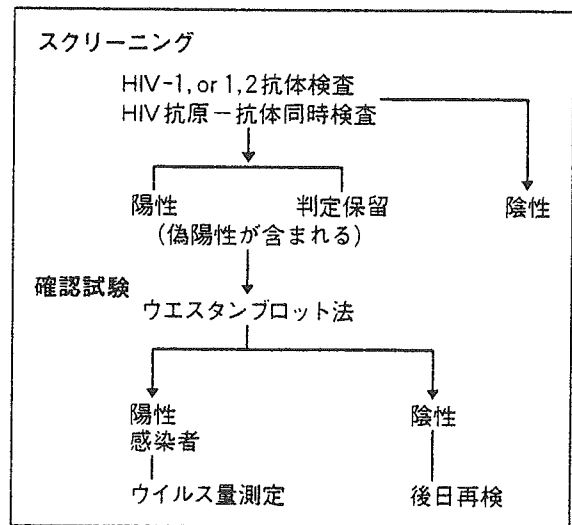 スクリーニング
HIV-1, or 1,2抗体検査
HIV抗原－抗体同時検査
陽性 判定保留 陰性
(偽陽性が含まれる)
確認試験
ウエスタンブロット法
陽性 陰性
感染者
ウイルス量測定 後日再検